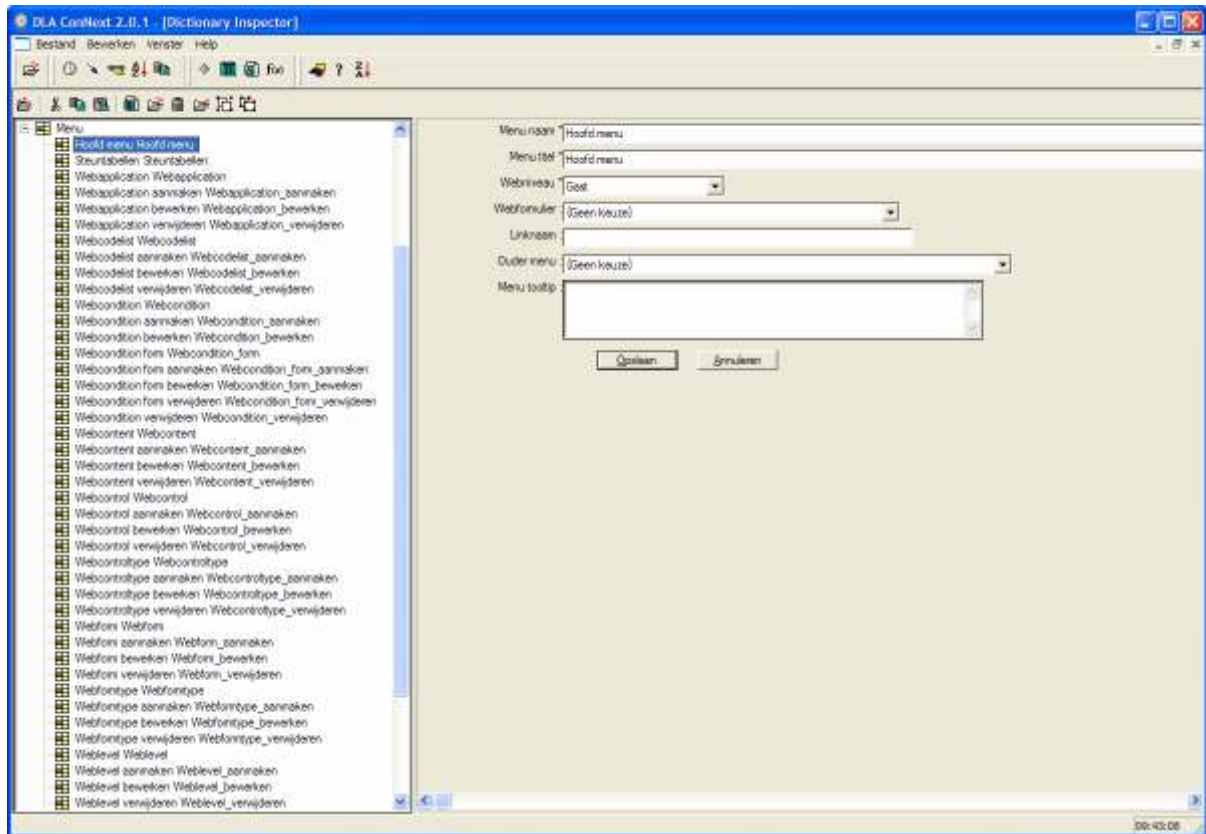 DLA ConNext 2.0.1 - [Dictionary Inspector]
Bestand Bewerken Venster Help
f(x) ?
Menu
Hoofd menu Hoofd menu
Steuntabellen Steuntabellen
Webapplication Webapplication
Webapplication aanmaken Webapplication_aanmaken
Webapplication bewerken Webapplication_bewerken
Webapplication verwijderen Webapplication_verwijderen
Webcodelist Webcodelist
Webcodelist aanmaken Webcodelist_aanmaken
Webcodelist bewerken Webcodelist_bewerken
Webcodelist verwijderen Webcodelist_verwijderen
Webcondition Webcondition
Webcondition aanmaken Webcondition_aanmaken
Webcondition bewerken Webcondition_bewerken
Webcondition form Webcondition_form
Webcondition form aanmaken Webcondition_form_aanmaken
Webcondition form bewerken Webcondition_form_bewerken
Webcondition form verwijderen Webcondition_form_verwijderen
Webcondition verwijderen Webcondition_verwijderen
Webcontent Webcontent
Webcontent aanmaken Webcontent_aanmaken
Webcontent bewerken Webcontent_bewerken
Webcontent verwijderen Webcontent_verwijderen
Webcontrol Webcontrol
Webcontrol aanmaken Webcontrol_aanmaken
Webcontrol bewerken Webcontrol_bewerken
Webcontrol verwijderen Webcontrol_verwijderen
Webcontroltype Webcontroltype
Webcontroltype aanmaken Webcontroltype_aanmaken
Webcontroltype bewerken Webcontroltype_bewerken
Webcontroltype verwijderen Webcontroltype_verwijderen
Webform Webform
Webform aanmaken Webform_aanmaken
Webform bewerken Webform_bewerken
Webform verwijderen Webform_verwijderen
Webformtype Webformtype
Webformtype aanmaken Webformtype_aanmaken
Webformtype bewerken Webformtype_bewerken
Webformtype verwijderen Webformtype_verwijderen
Weblevel Weblevel
Weblevel aanmaken Weblevel_aanmaken
Weblevel bewerken Weblevel_bewerken
Weblevel verwijderen Weblevel_verwijderen
Menu naam * Hoofd menu
Menu titel * Hoofd menu
Webniveau * Gast
Webformulier : (Geen keuze)
Linknaam :
Ouder menu : (Geen keuze)
Menu tooltip :
Opslaan Annuleren
09:43:08